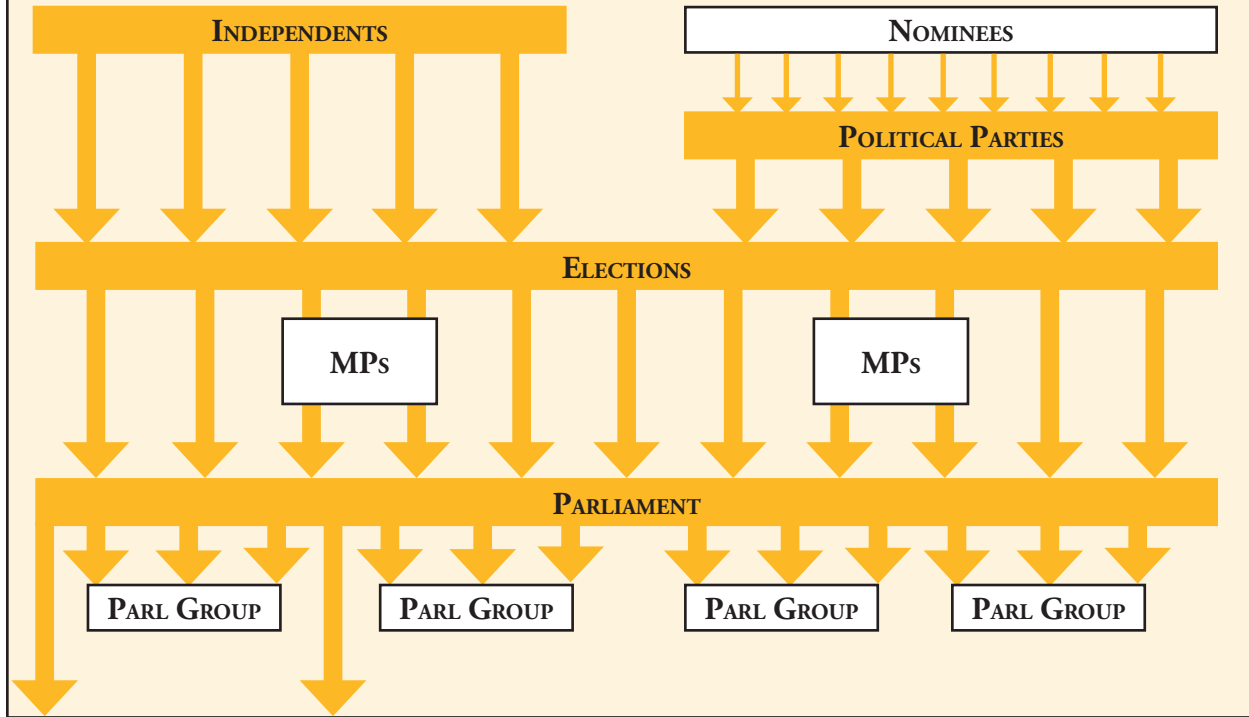 INDEPENDENTS
NOMINEES
POLITICAL PARTIES
ELECTIONS
MPS
MPS
PARLIAMENT
PARL GROUP
PARL GROUP
PARL GROUP
PARL GROUP